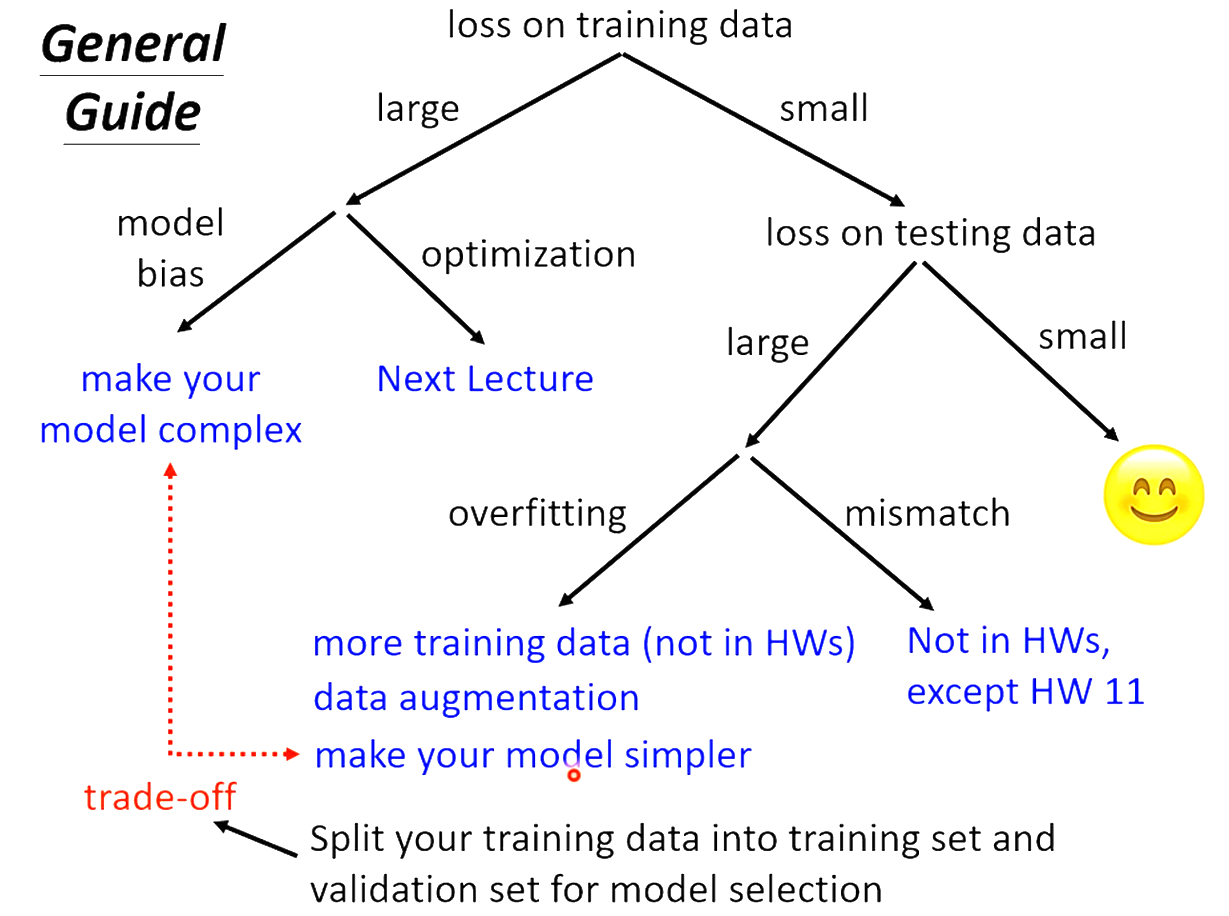 General
Guide
loss on training data
large
small
model
bias
optimization
loss on testing data
make your
model complex
Next Lecture
large
small
overfitting
mismatch
more training data (not in HWs)
data augmentation
make your model simpler
Not in HWs,
except HW 11
trade-off
Split your training data into training set and
validation set for model selection